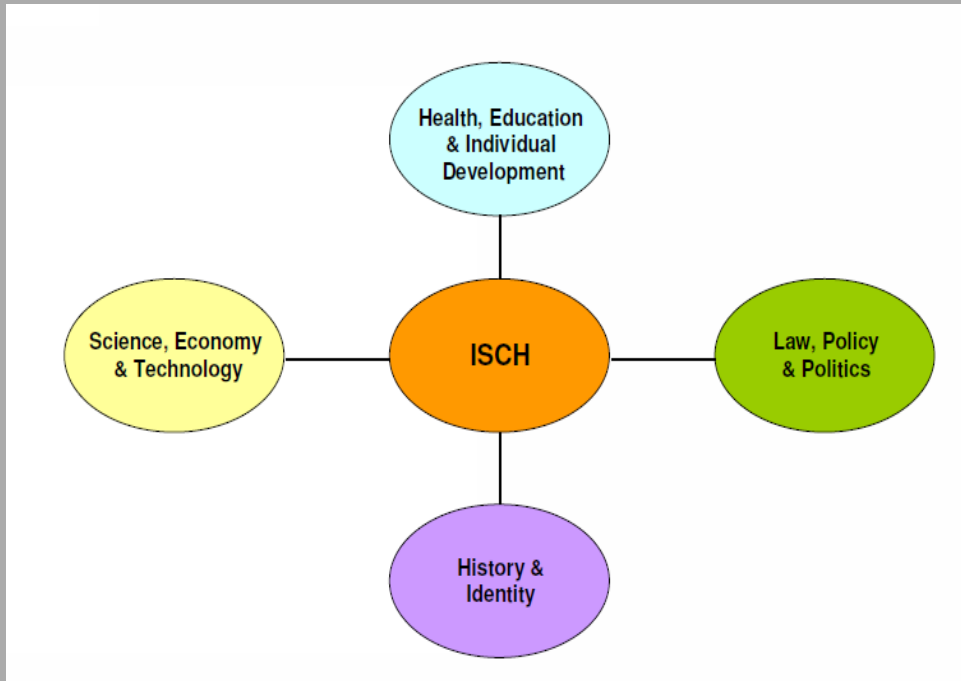 Health, Education
& Individual
Development
Science, Economy
& Technology
ISCH
Law, Policy
& Politics
History &
Identity